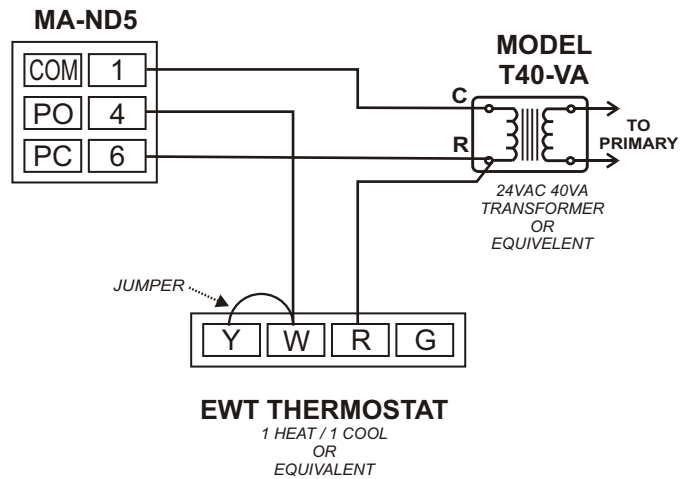 MA-ND5
COM 1
PO 4
PC 6
MODEL
T40-VA
C
R
TO
PRIMARY
24VAC 40VA
TRANSFORMER
OR
EQUIVELENT
JUMPER
Y W R G
EWT THERMOSTAT
1 HEAT / 1 COOL
OR
EQUIVALENT